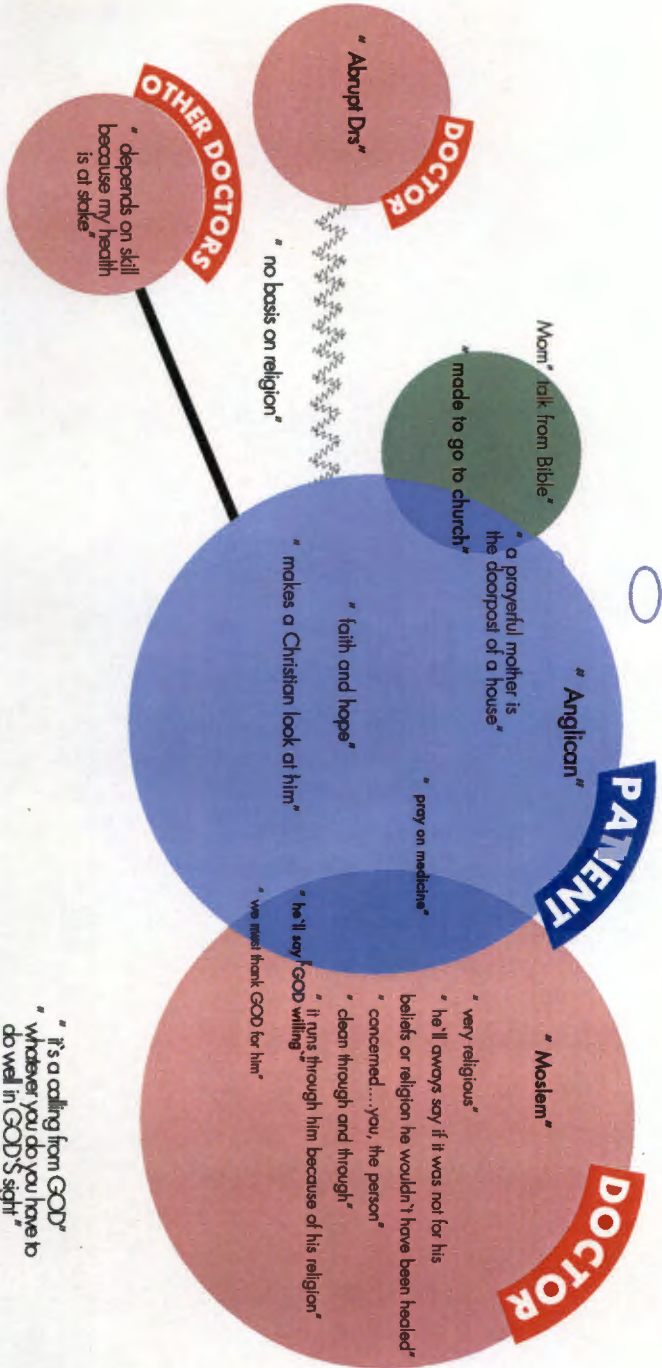 DOCTOR
" Abrupt Drs"
OTHER DOCTORS
" depends on skill
because my health
is at stake"
" no basis on religion"
Mom" talk from Bible"
" made to go to church"
PATIENT
" Anglican"
" a prayerful mother is
the doorpost of a house"
" faith and hope"
" makes a Christian look at him"
" pray on medicine"
" he'll say "GOD willing""
" we must thank GOD for him"
DOCTOR
" Moslem"
" very religious"
" he'll aways say if it was not for his
beliefs or religion he wouldn't have been healed"
" concerned....you, the person"
" clean through and through"
" it runs through him because of his religion"
" it's a calling from GOD"
" whatever you do you have to
do well in GOD'S sight"